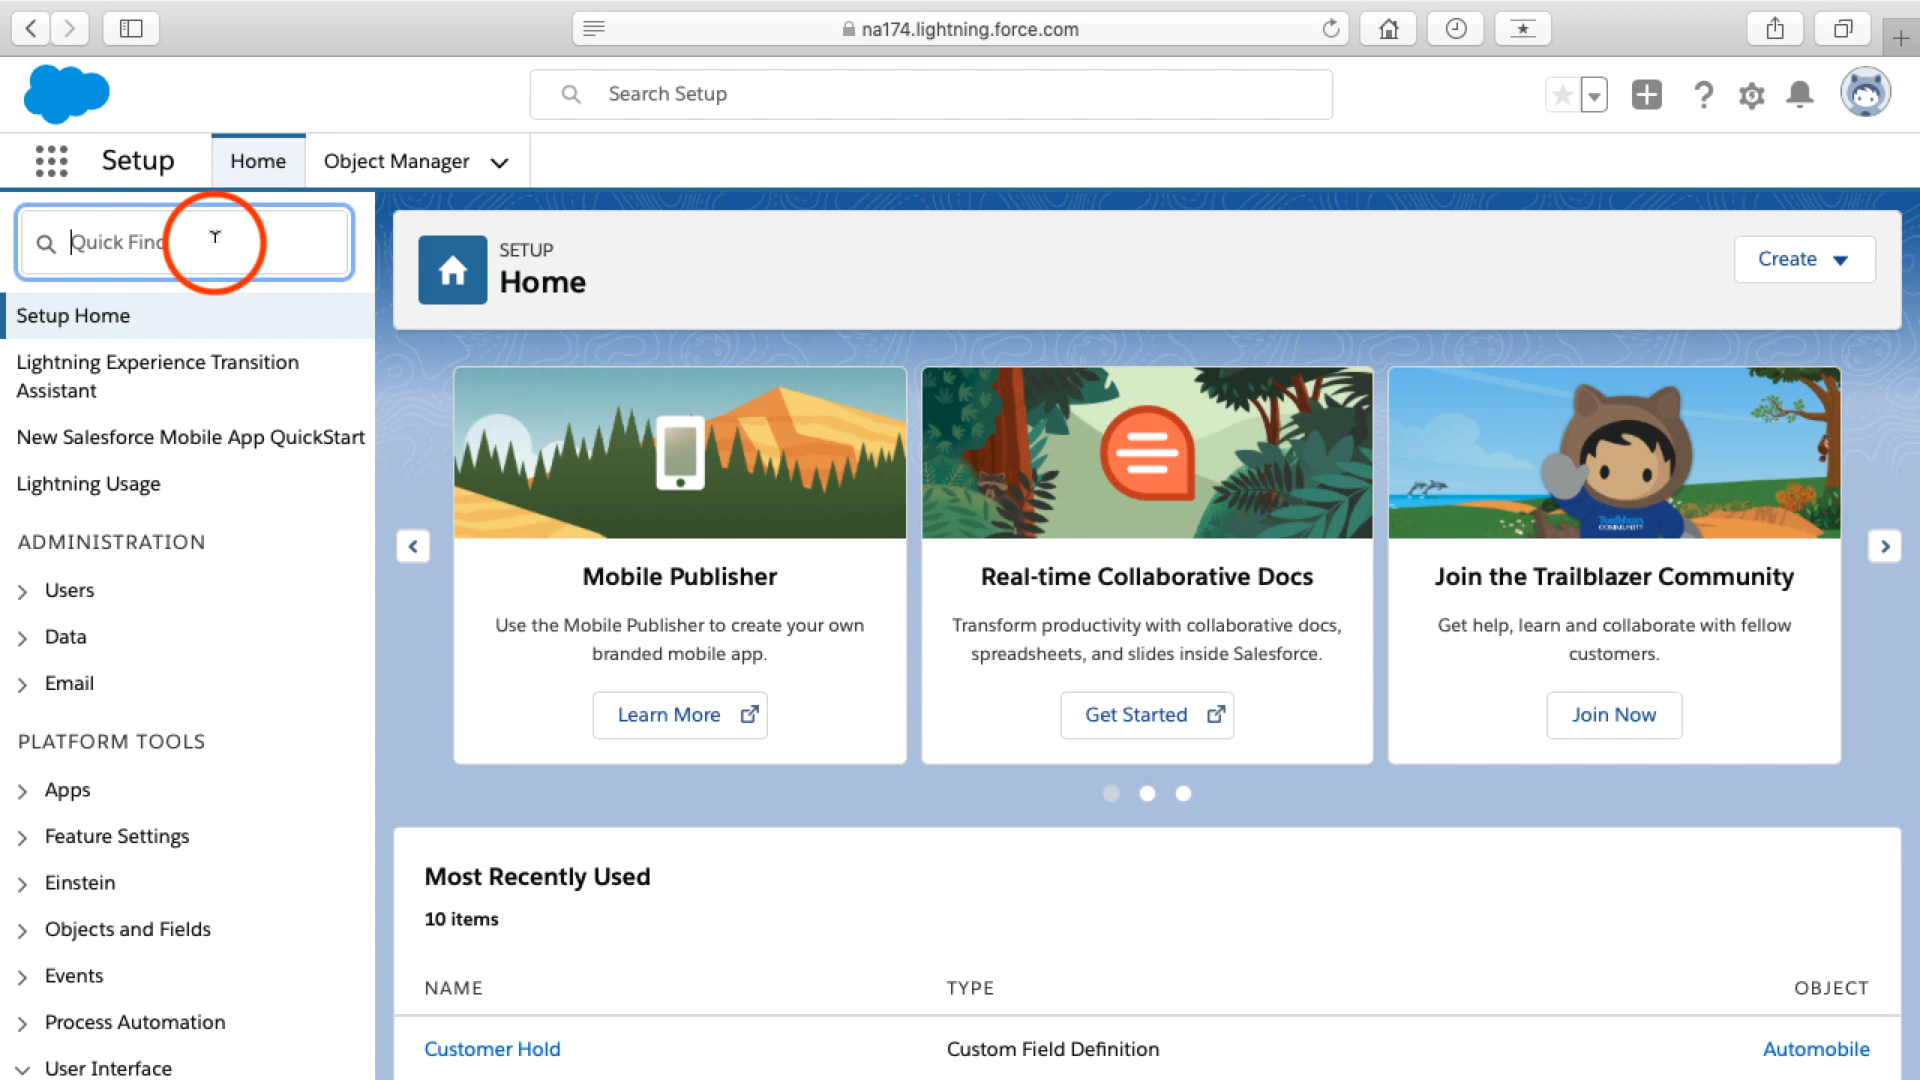 na174.lightning.force.com
Search Setup
Setup
Home
Object Manager
Quick Find
Setup Home
Lightning Experience Transition
Assistant
New Salesforce Mobile App QuickStart
Lightning Usage
ADMINISTRATION
Users
Data
Email
PLATFORM TOOLS
Apps
Feature Settings
Einstein
Objects and Fields
Events
Process Automation
User Interface
SETUP
Home
Create
Mobile Publisher
Use the Mobile Publisher to create your own
branded mobile app.
Learn More
Real-time Collaborative Docs
Transform productivity with collaborative docs,
spreadsheets, and slides inside Salesforce.
Get Started
TRAILBLAZER
COMMUNITY
Join the Trailblazer Community
Get help, learn and collaborate with fellow
customers.
Join Now
Most Recently Used
10 items
NAME TYPE OBJECT
Customer Hold Custom Field Definition Automobile